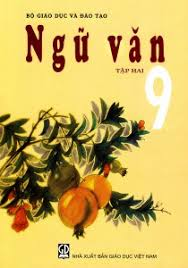 BỘ GIÁO DỤC VÀ ĐÀO TẠO
Ngữ văn
TẬP HAI
9
NHÀ XUẤT BẢN GIÁO DỤC VIỆT NAM